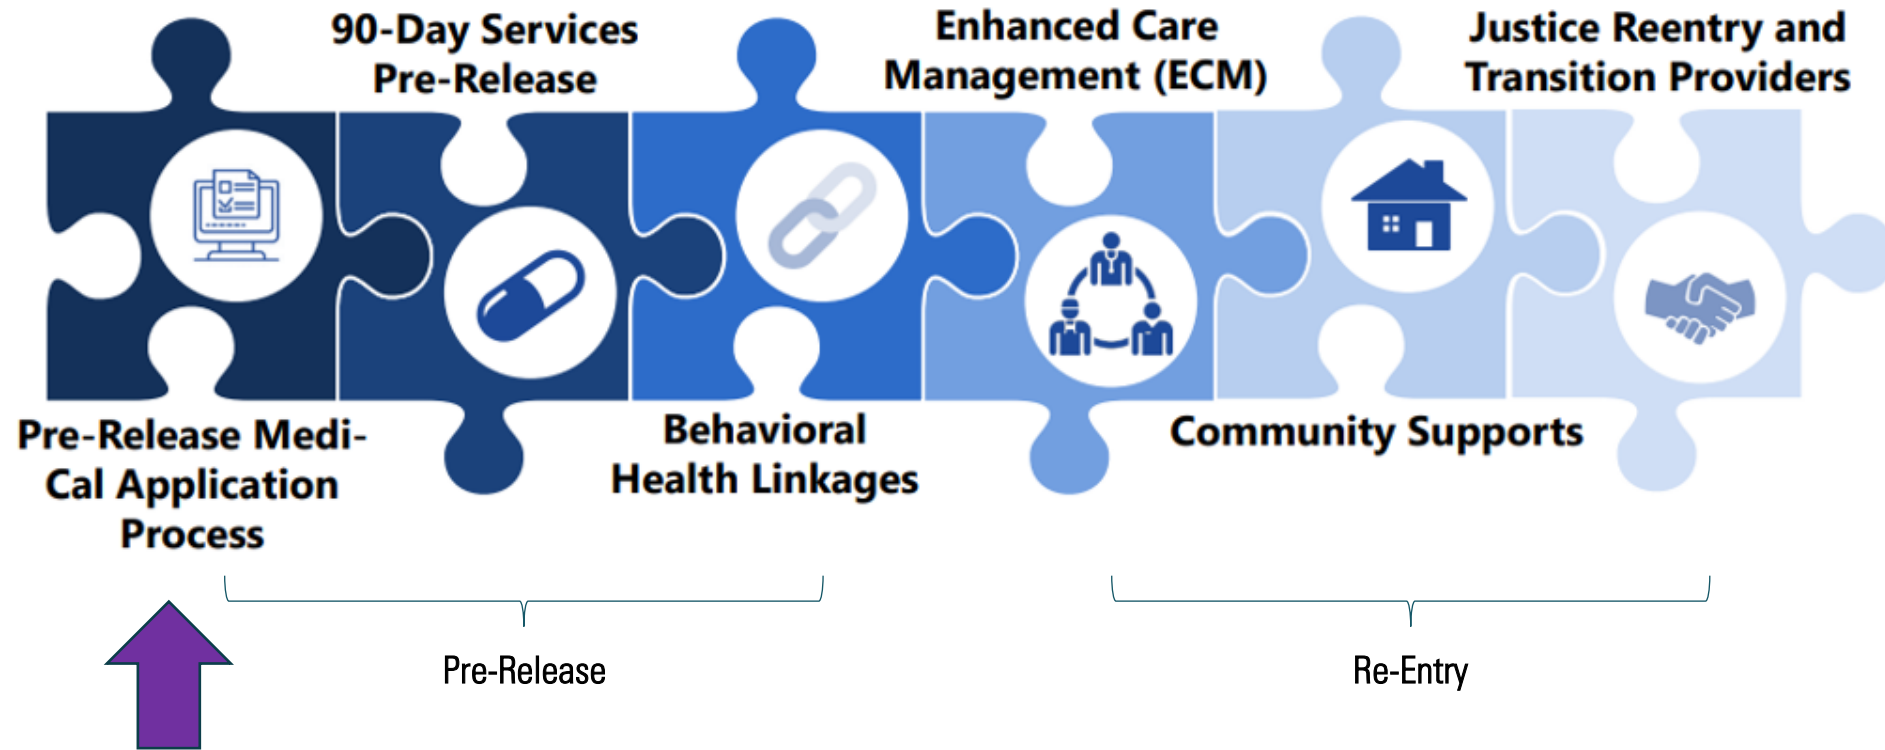 90-Day Services
Pre-Release
Enhanced Care
Management (ECM)
Justice Reentry and
Transition Providers
Pre-Release Medi-
Cal Application
Process
Behavioral
Health Linkages
Community Supports
Pre-Release
Re-Entry